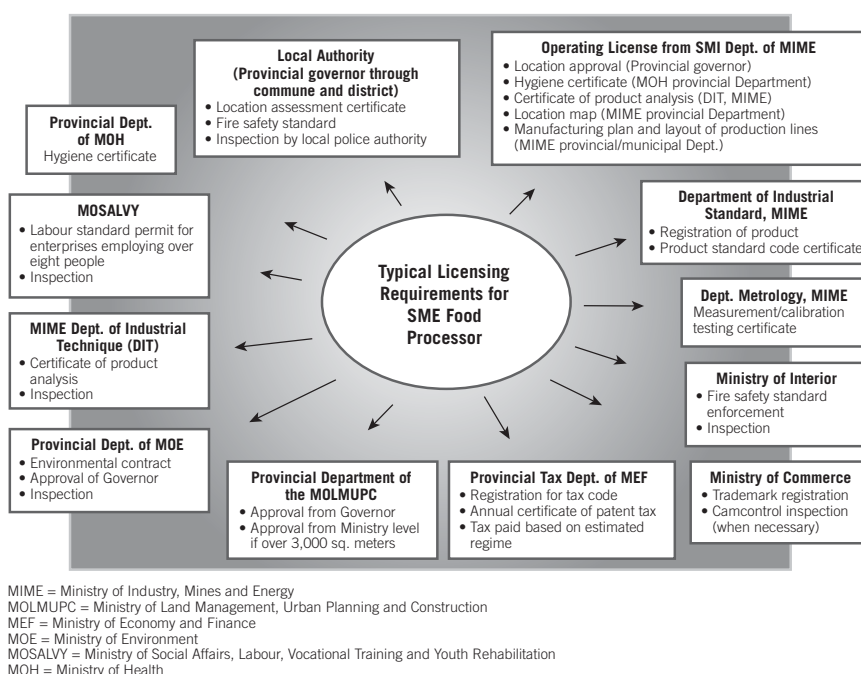 Local Authority
(Provincial governor through
commune and district)
• Location assessment certificate
• Fire safety standard
• Inspection by local police authority
Operating License from SMI Dept. of MIME
• Location approval (Provincial governor)
• Hygiene certificate (MOH provincial Department)
• Certificate of product analysis (DIT, MIME)
• Location map (MIME provincial Department)
• Manufacturing plan and layout of production lines
(MIME provincial/municipal Dept.)
Provincial Dept.
of MOH
Hygiene certificate
MOSALVY
• Labour standard permit for
enterprises employing over
eight people
• Inspection
Department of Industrial
Standard, MIME
• Registration of product
• Product standard code certificate
Typical Licensing
Requirements for
SME Food
Processor
Dept. Metrology, MIME
Measurement/calibration
testing certificate
MIME Dept. of Industrial
Technique (DIT)
• Certificate of product
analysis
• Inspection
Ministry of Interior
• Fire safety standard
enforcement
• Inspection
Provincial Dept. of MOE
• Environmental contract
• Approval of Governor
• Inspection
Provincial Department of
the MOLMUPC
• Approval from Governor
• Approval from Ministry level
if over 3,000 sq. meters
Provincial Tax Dept. of MEF
• Registration for tax code
• Annual certificate of patent tax
• Tax paid based on estimated
regime
Ministry of Commerce
• Trademark registration
• Camcontrol inspection
(when necessary)
MIME = Ministry of Industry, Mines and Energy
MOLMUPC = Ministry of Land Management, Urban Planning and Construction
MEF = Ministry of Economy and Finance
MOE = Ministry of Environment
MOSALVY = Ministry of Social Affairs, Labour, Vocational Training and Youth Rehabilitation
MOH = Ministry of Health